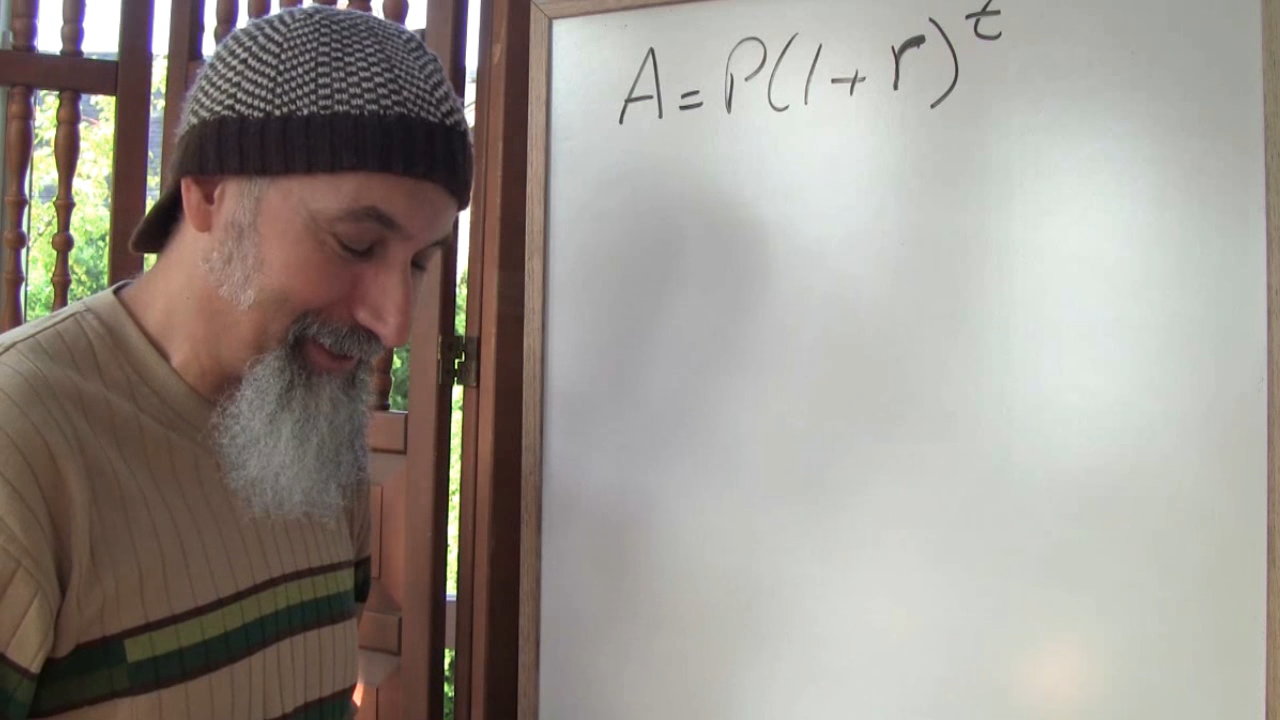 A = P(1+r)^t